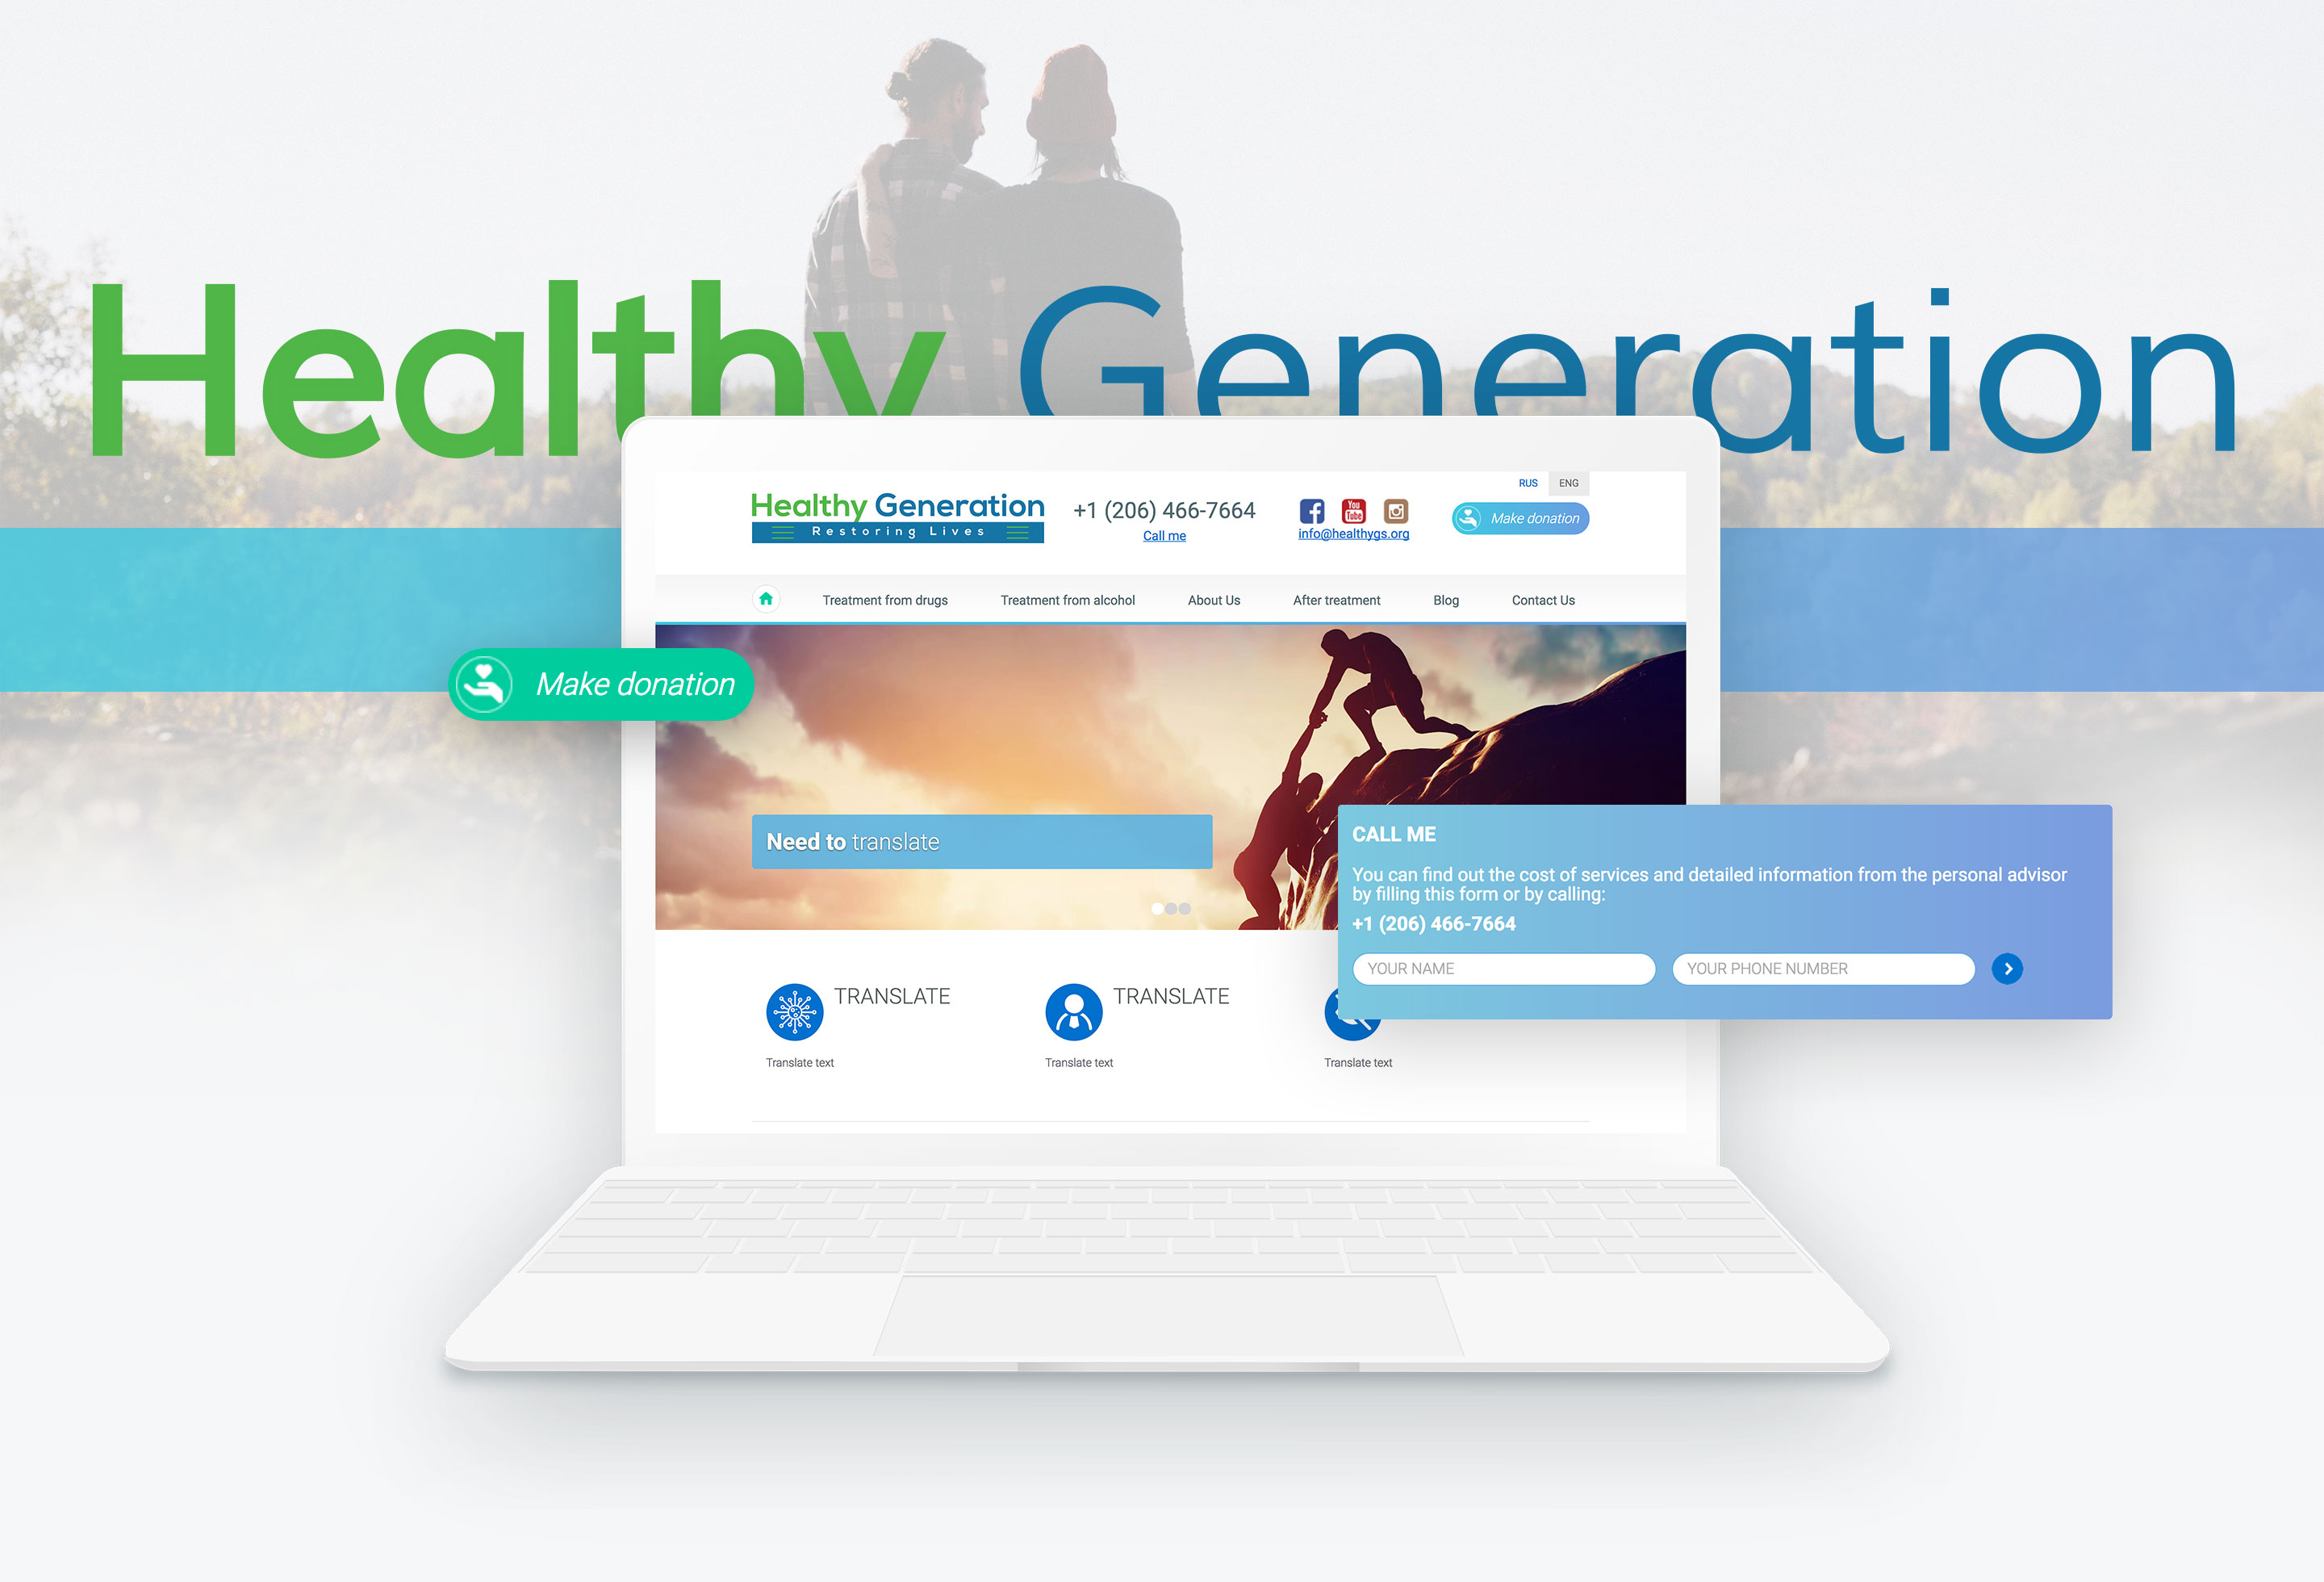 Healthy Generation
RUS ENG
Healthy Generation
Restoring Lives
+1 (206) 466-7664
Call me
You Tube
info@healthygs.org
Make donation
Treatment from drugs Treatment from alcohol About Us After treatment Blog Contact Us
Make donation
Need to translate
CALL ME
You can find out the cost of services and detailed information from the personal advisor
by filling this form or by calling:
+1 (206) 466-7664
YOUR NAME YOUR PHONE NUMBER
TRANSLATE
Translate text
TRANSLATE
Translate text
Translate text